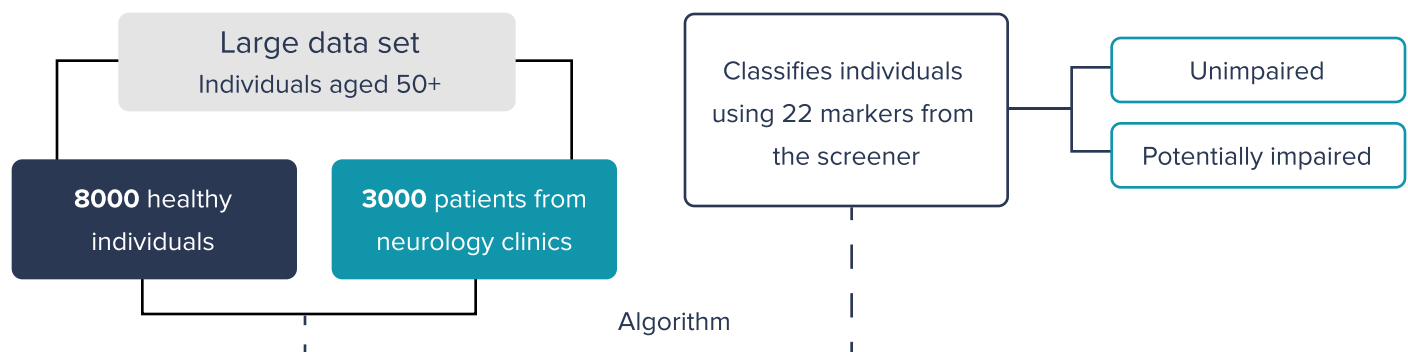 Large data set
Individuals aged 50+
8000 healthy
individuals
3000 patients from
neurology clinics
Algorithm
Classifies individuals
using 22 markers from
the screener
Unimpaired
Potentially impaired